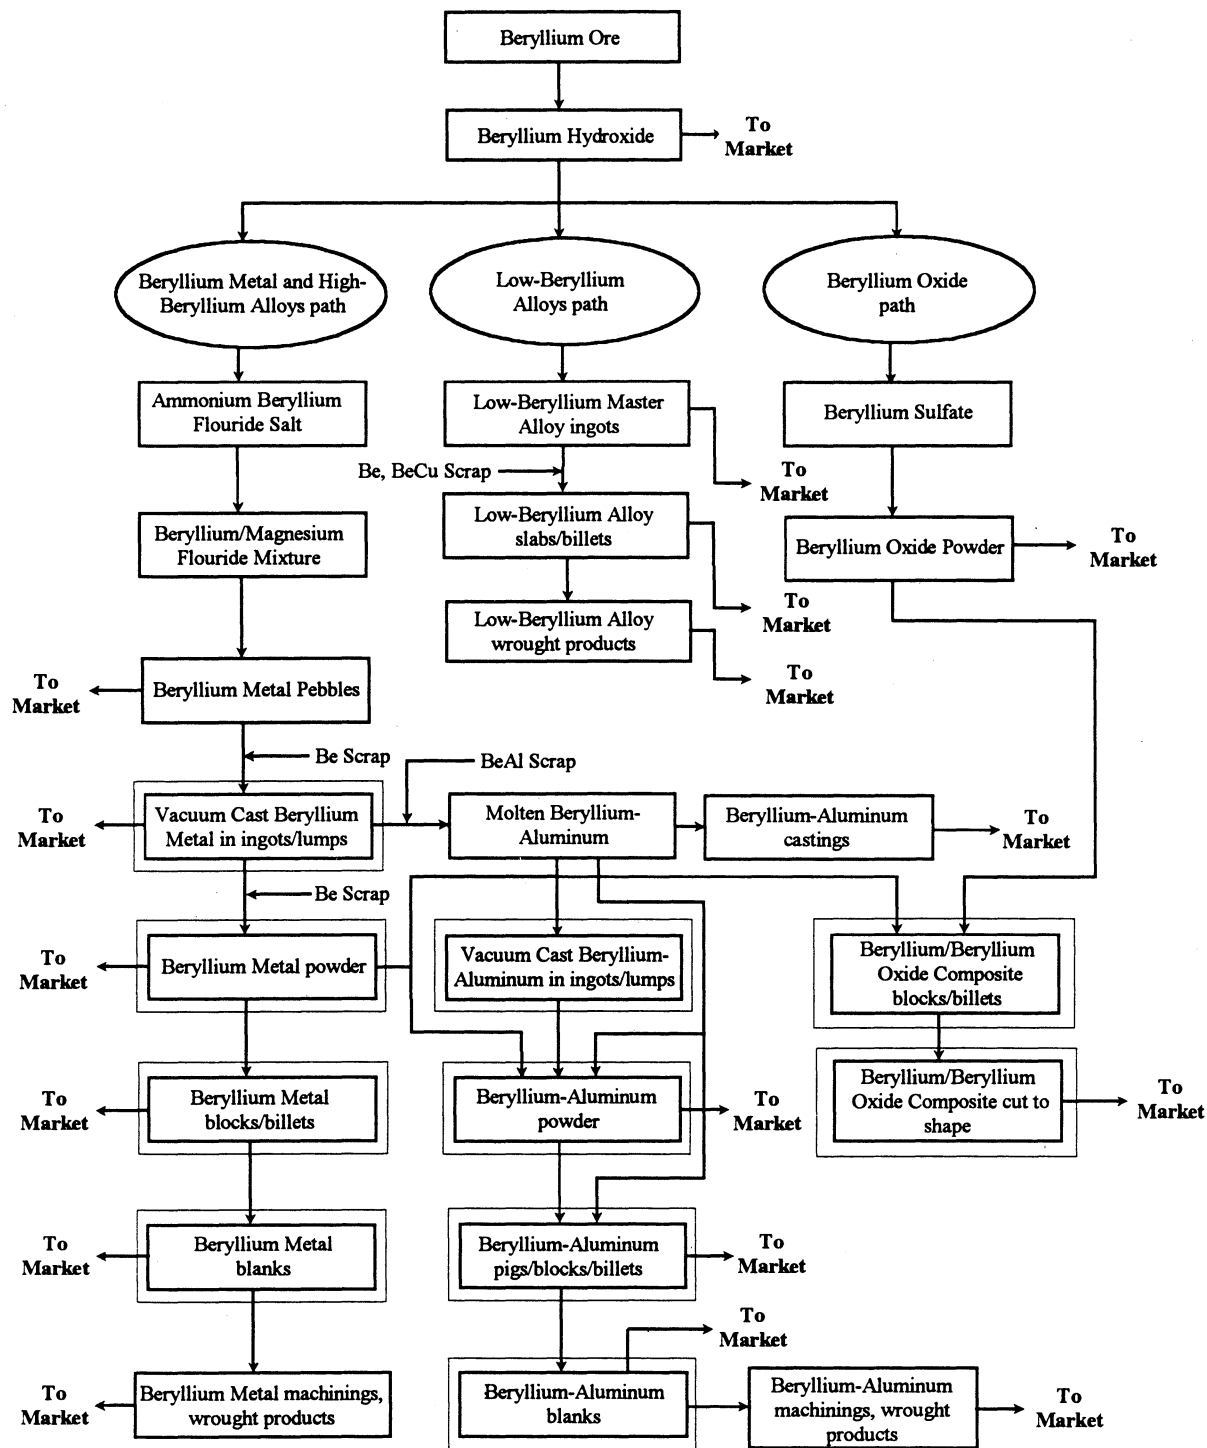 Beryllium Ore
Beryllium Hydroxide
To
Market
Beryllium Metal and High-
Beryllium Alloys path
Low-Beryllium
Alloys path
Beryllium Oxide
path
Ammonium Beryllium
Flouride Salt
Low-Beryllium Master
Alloy ingots
Beryllium Sulfate
Be, BeCu Scrap
To
Market
Beryllium/Magnesium
Flouride Mixture
Low-Beryllium Alloy
slabs/billets
Beryllium Oxide Powder
To
Market
To
Market
Low-Beryllium Alloy
wrought products
To
Market
To
Market
Beryllium Metal Pebbles
Be Scrap
BeAl Scrap
To
Market
Vacuum Cast Beryllium
Metal in ingots/lumps
Molten Beryllium-
Aluminum
Beryllium-Aluminum
castings
To
Market
Be Scrap
To
Market
Beryllium Metal powder
Vacuum Cast Beryllium-
Aluminum in ingots/lumps
Beryllium/Beryllium
Oxide Composite
blocks/billets
To
Market
Beryllium Metal
blocks/billets
Beryllium-Aluminum
powder
To
Market
Beryllium/Beryllium
Oxide Composite cut to
shape
To
Market
To
Market
Beryllium Metal
blanks
Beryllium-Aluminum
pigs/blocks/billets
To
Market
To
Market
To
Market
Beryllium Metal machinings,
wrought products
Beryllium-Aluminum
blanks
Beryllium-Aluminum
machinings, wrought
products
To
Market